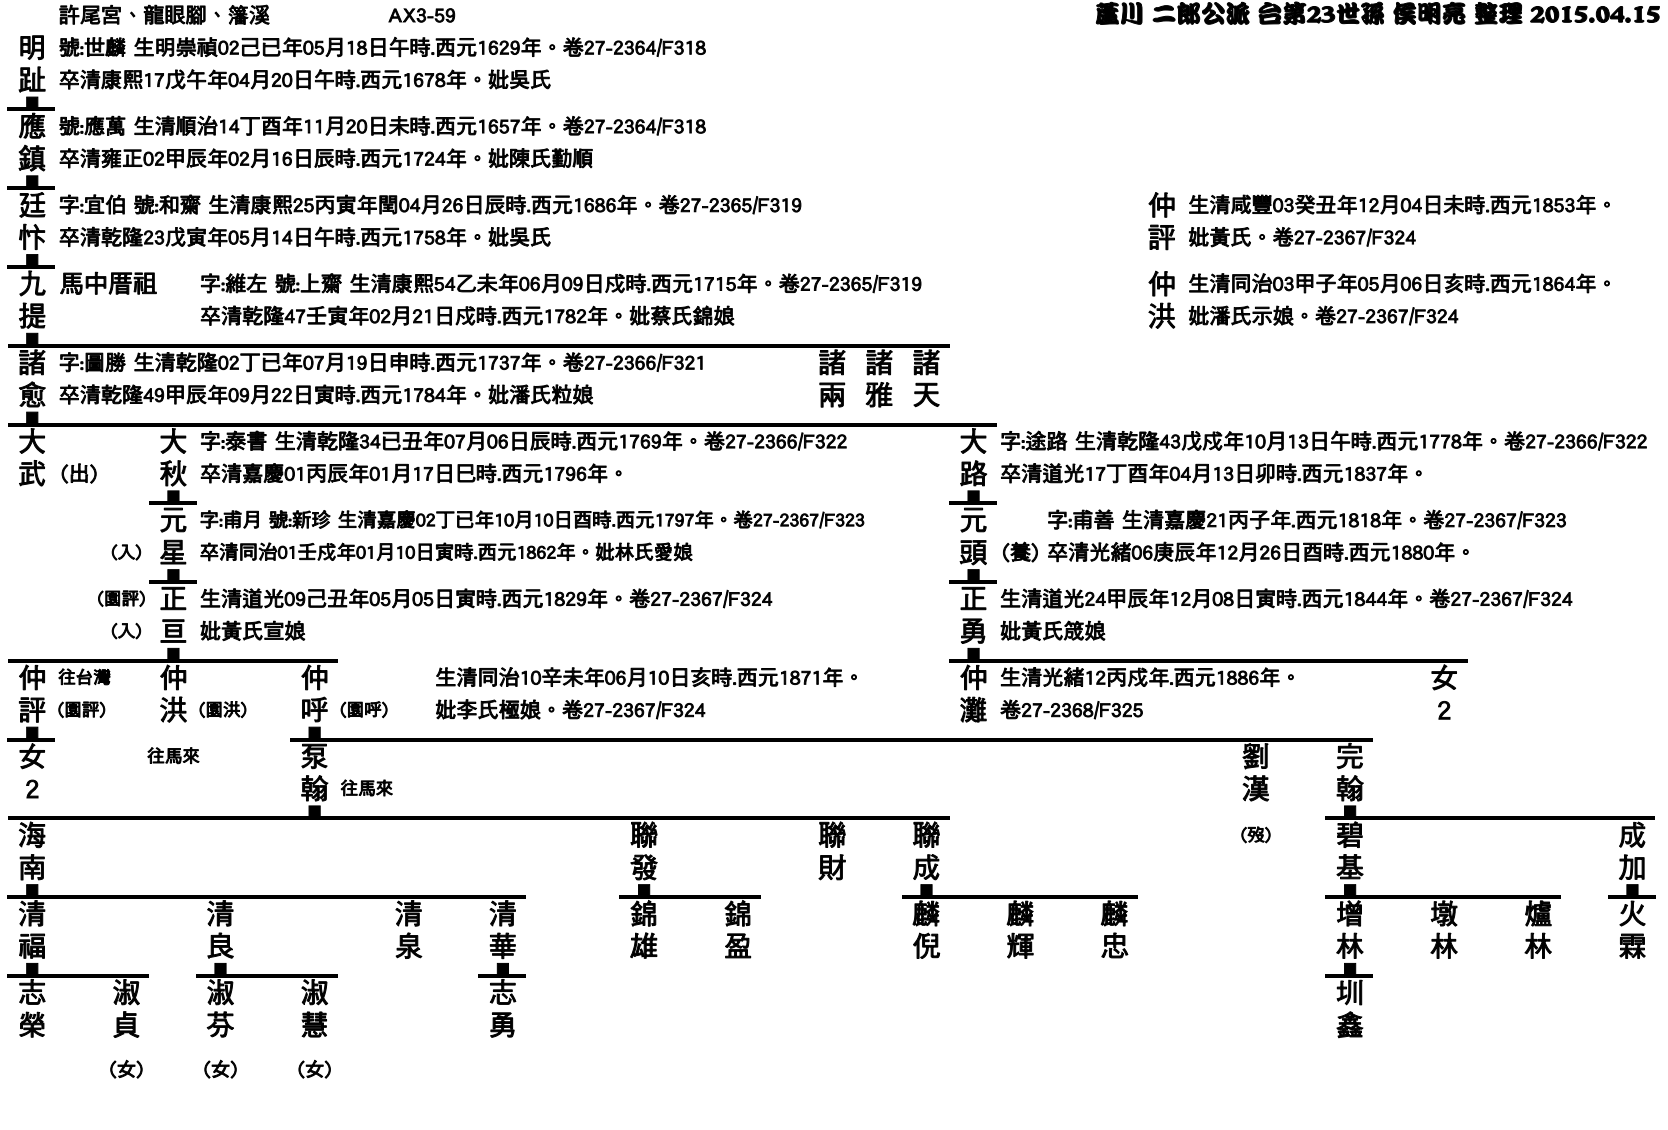 許尾宮、龍眼腳、籓溪 AX3-59 蘆川 二郎公派 台第23世孫 侯明亮 整理 2015.04.15
明趾 號:世麟 生明崇禎02己巳年05月18日午時.西元1629年。卷27-2364/F318
卒清康熙17戊午年04月20日午時.西元1678年。妣吳氏
應鎮 號:應萬 生清順治14丁酉年11月20日未時.西元1657年。卷27-2364/F318
卒清雍正02甲辰年02月16日辰時.西元1724年。妣陳氏勤順
廷忭 字:宜伯 號:和齋 生清康熙25丙寅年閏04月26日辰時.西元1686年。卷27-2365/F319
卒清乾隆23戊寅年05月14日午時.西元1758年。妣吳氏
仲評 生清咸豐03癸丑年12月04日未時.西元1853年。
妣黃氏。卷27-2367/F324
九提 馬中厝祖 字:維左 號:上齋 生清康熙54乙未年06月09日戍時.西元1715年。卷27-2365/F319
卒清乾隆47壬寅年02月21日戍時.西元1782年。妣蔡氏錦娘
仲洪 生清同治03甲子年05月06日亥時.西元1864年。
妣潘氏示娘。卷27-2367/F324
諸愈 字:圖勝 生清乾隆02丁已年07月19日申時.西元1737年。卷27-2366/F321
卒清乾隆49甲辰年09月22日寅時.西元1784年。妣潘氏粒娘
諸兩 諸雅 諸天
大武 (出)
大秋 字:泰書 生清乾隆34已丑年07月06日辰時.西元1769年。卷27-2366/F322
卒清嘉慶01丙辰年01月17日巳時.西元1796年。
大路 字:途路 生清乾隆43戊戍年10月13日午時.西元1778年。卷27-2366/F322
卒清道光17丁酉年04月13日卯時.西元1837年。
元星 (入) 字:甫月 號:新珍 生清嘉慶02丁已年10月10日酉時.西元1797年。卷27-2367/F323
卒清同治01壬戍年01月10日寅時.西元1862年。妣林氏愛娘
元頭 (養) 字:甫善 生清嘉慶21丙子年.西元1818年。卷27-2367/F323
卒清光緒06庚辰年12月26日酉時.西元1880年。
正亘 (園評) (入) 生清道光09己丑年05月05日寅時.西元1829年。卷27-2367/F324
妣黃氏宣娘
正勇 生清道光24甲辰年12月08日寅時.西元1844年。卷27-2367/F324
妣黃氏箴娘
仲評 往台灣 (園評)
仲洪 (園洪)
仲呼 (園呼) 生清同治10辛未年06月10日亥時.西元1871年。
妣李氏極娘。卷27-2367/F324
仲灘 生清光緒12丙戍年.西元1886年。
卷27-2368/F325
女2
女2 往馬來
泵翰 往馬來
劉漢 (歿)
完翰
海南 聯發 聯財 聯成 碧基 成加
清福 清良 清泉 清華 錦雄 錦盈 麟倪 麟輝 麟忠 增林 墩林 爐林 火霖
志榮 淑貞 淑芬 淑慧 志勇 圳鑫
(女) (女) (女)